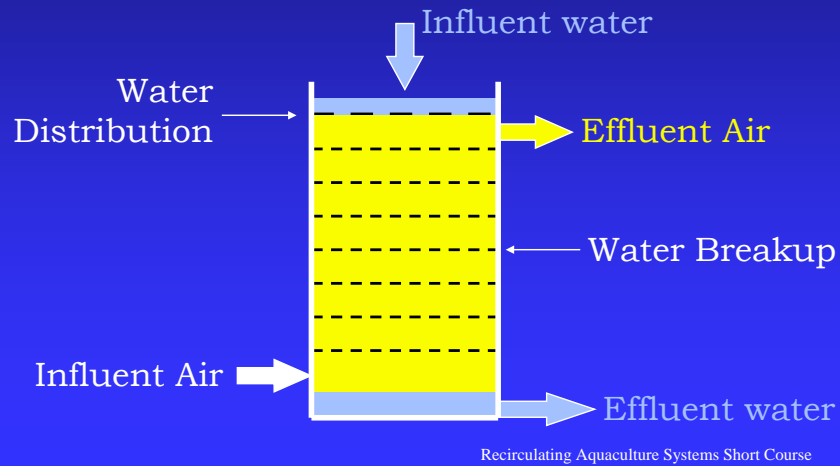 Influent water
Water
Distribution
Effluent Air
Water Breakup
Influent Air
Effluent water
Recirculating Aquaculture Systems Short Course